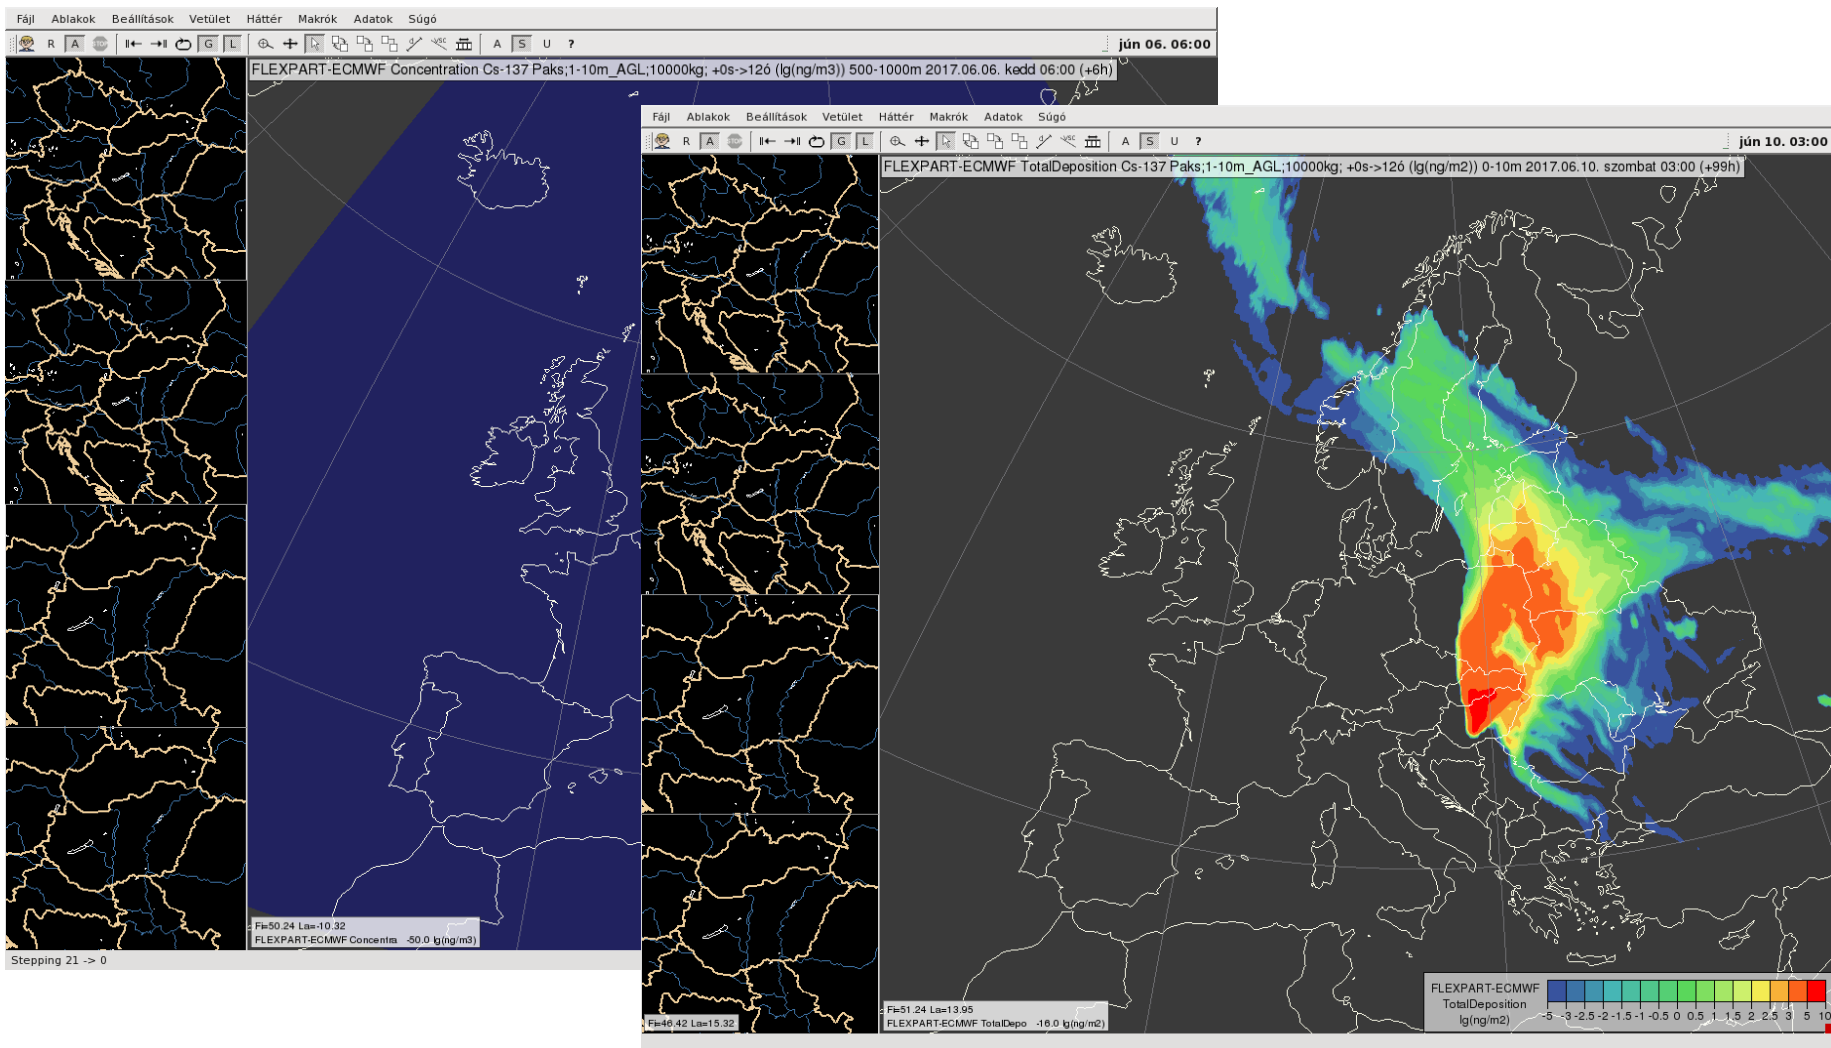 Fájl Ablakok Beállítások Vetület Háttér Makrók Adatok Súgó
R A STOP G L VSC A S U ? jún 06. 06:00
FLEXPART-ECMWF Concentration Cs-137 Paks;1-10m_AGL;10000kg; +0s->12ó (lg(ng/m3)) 500-1000m 2017.06.06. kedd 06:00 (+6h)
Fi=50.24 La=-10.32
FLEXPART-ECMWF Concentra -50.0 lg(ng/m3)
Stepping 21 -> 0
Fájl Ablakok Beállítások Vetület Háttér Makrók Adatok Súgó
R A STOP G L VSC A S U ? jún 10. 03:00
FLEXPART-ECMWF TotalDeposition Cs-137 Paks;1-10m_AGL;10000kg; +0s->12ó (lg(ng/m2)) 0-10m 2017.06.10. szombat 03:00 (+99h)
Fi=46.42 La=15.32
Fi=51.24 La=13.95
FLEXPART-ECMWF TotalDepo -16.0 lg(ng/m2)
FLEXPART-ECMWF
TotalDeposition
lg(ng/m2)
-5 -3 -2.5 -2 -1.5 -1 -0.5 0 0.5 1 1.5 2 2.5 3 5 10